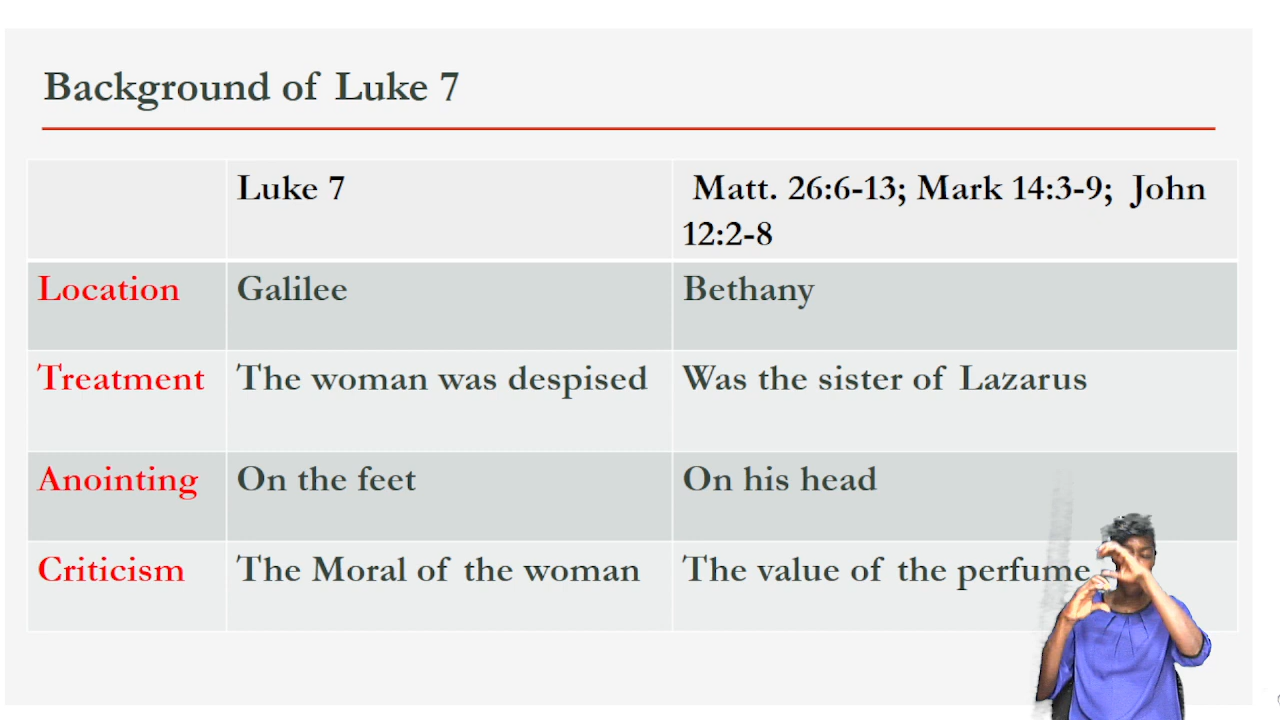 Background of Luke 7
Luke 7
Matt. 26:6-13; Mark 14:3-9; John
12:2-8
Location
Galilee
Bethany
Treatment
The woman was despised
Was the sister of Lazarus
Anointing
On the feet
On his head
Criticism
The Moral of the woman
The value of the perfume